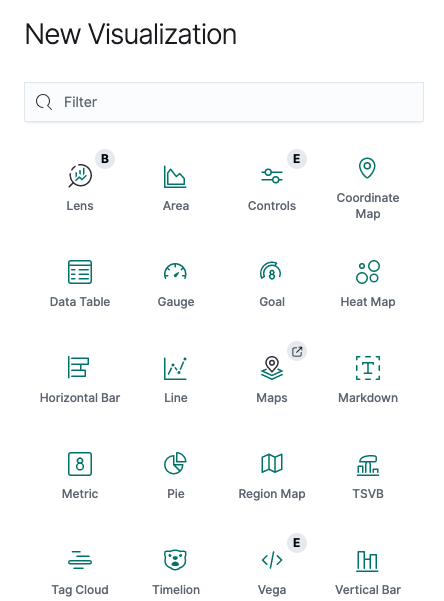 New Visualization
Filter
B
E
Lens
Area
Controls
Coordinate
Map
8
Data Table
Gauge
Goal
Heat Map
Horizontal Bar
Line
Maps
T
Markdown
8
Metric
Pie
Region Map
TSVB
E
Tag Cloud
Timelion
Vega
Vertical Bar